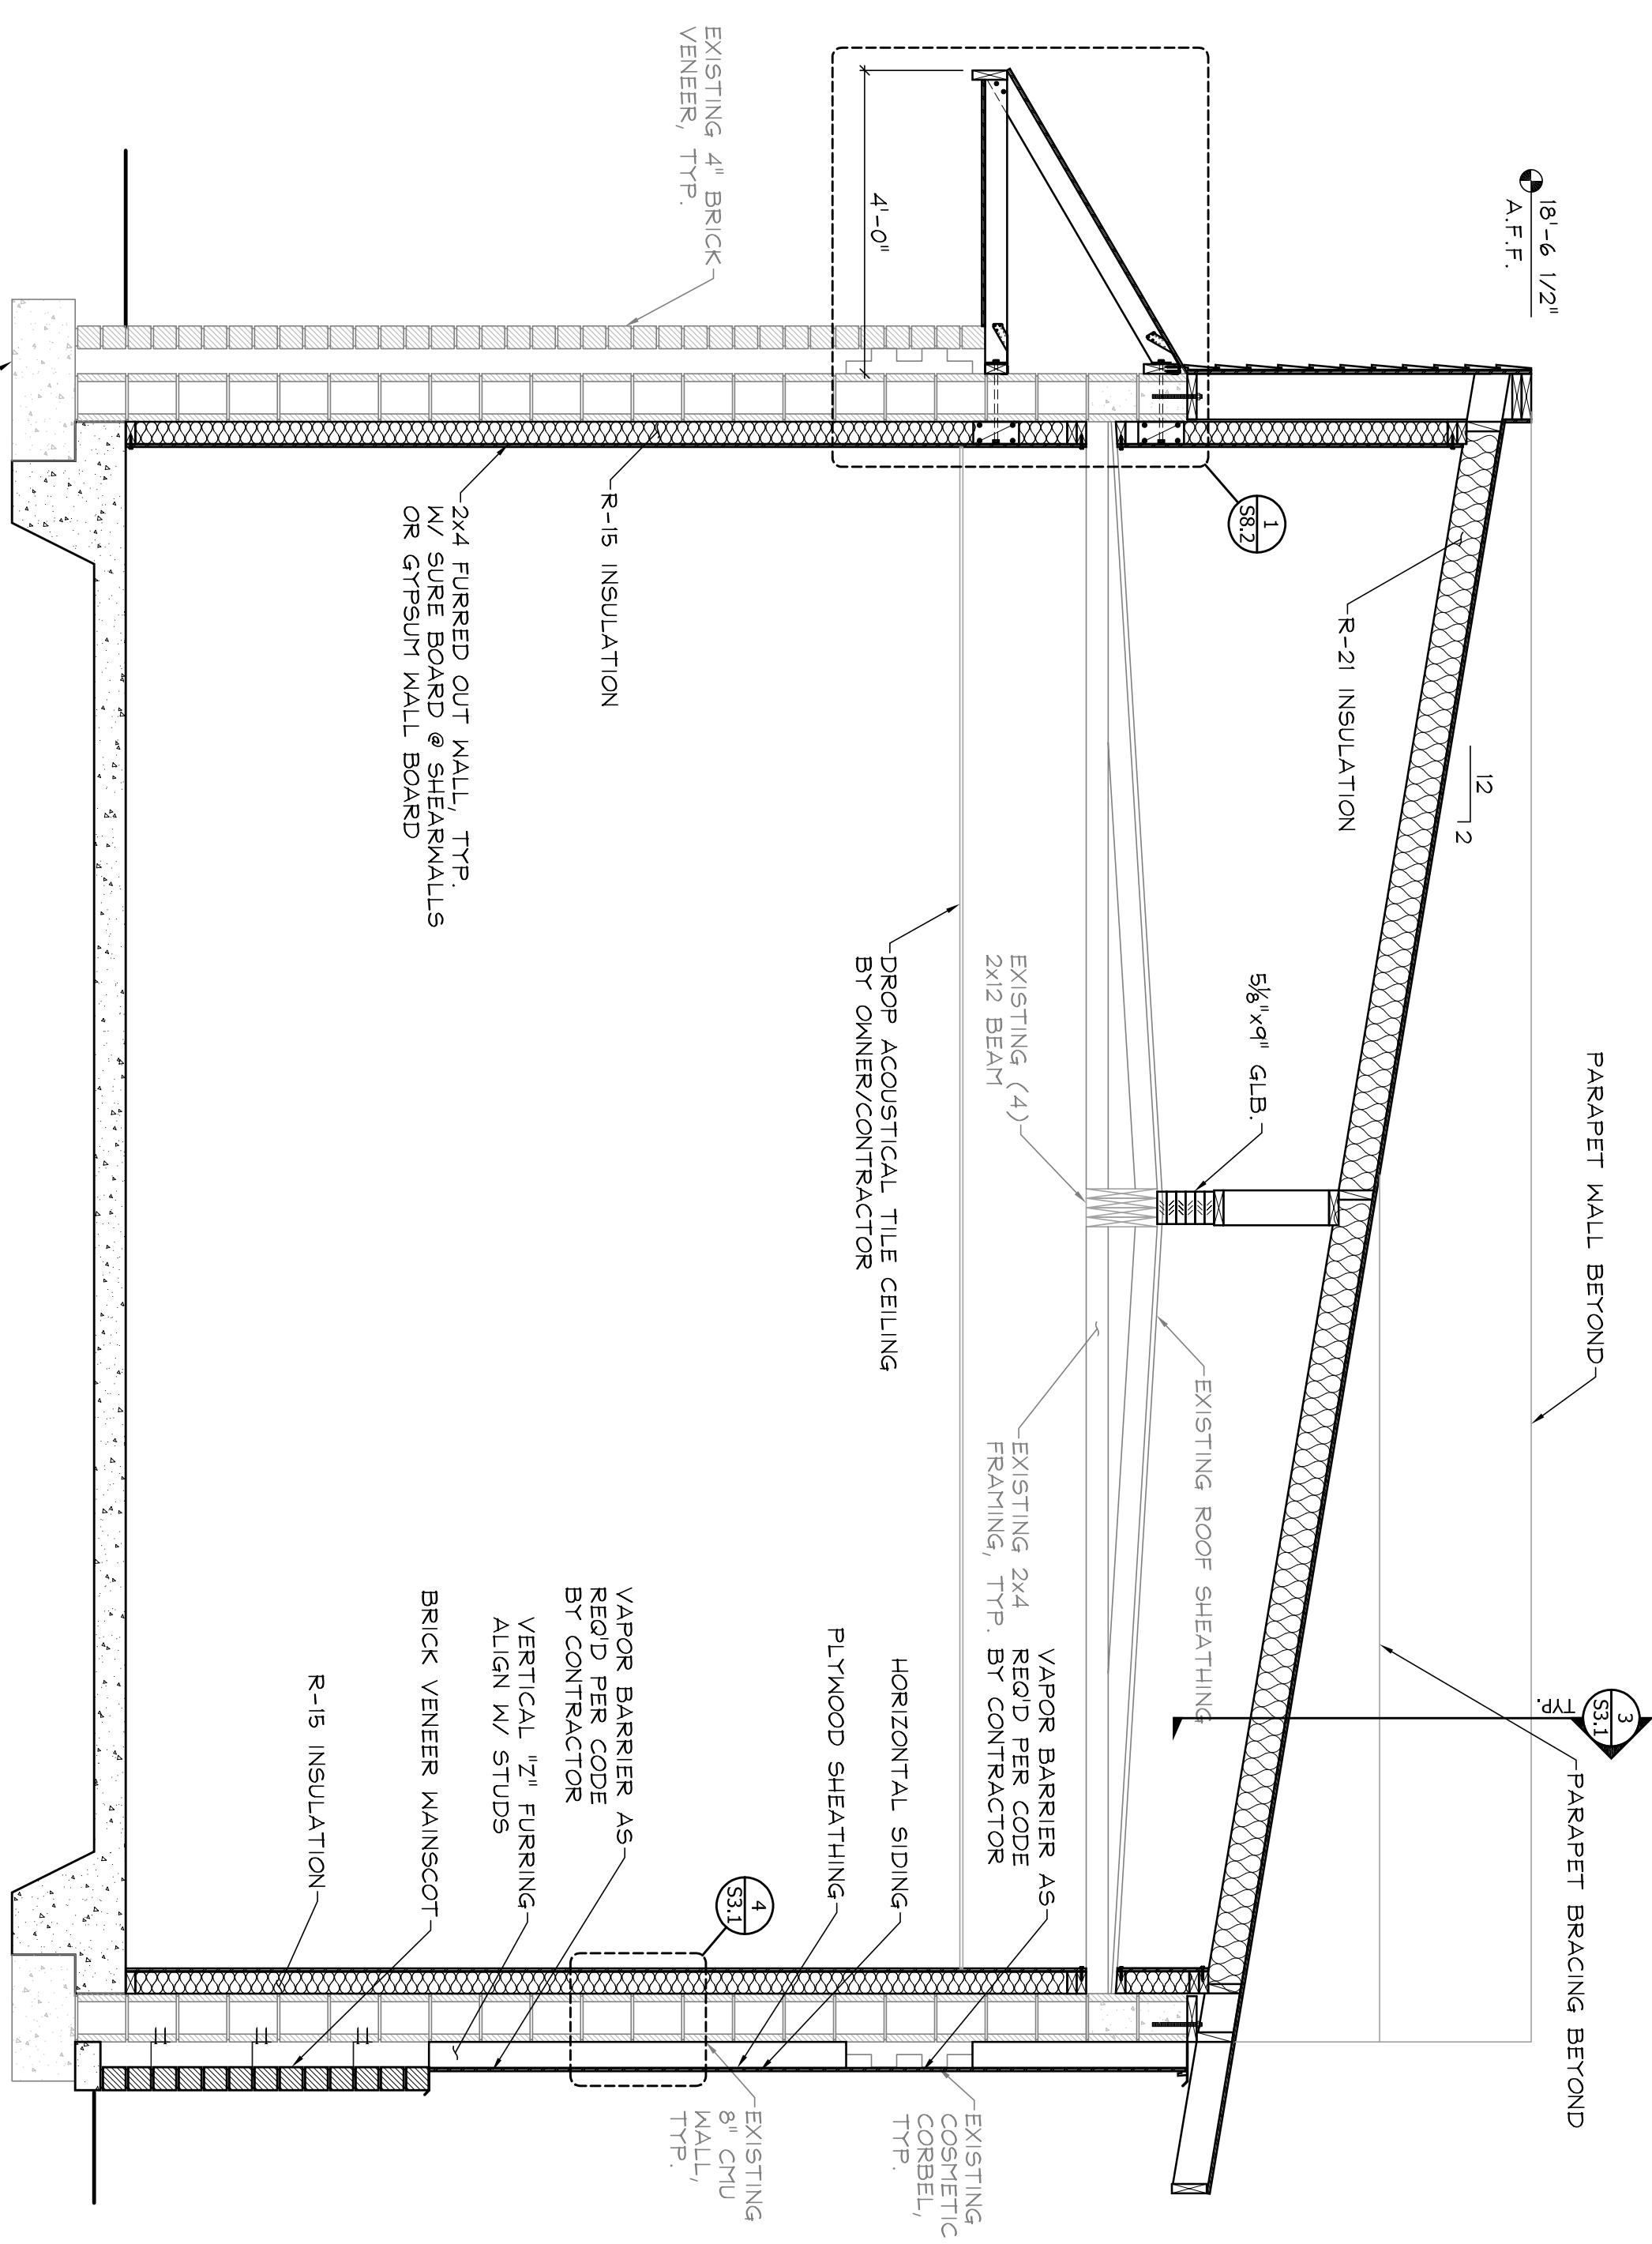 18'-6 1/2"
A.F.F.
PARAPET WALL BEYOND
3
S3.1
TYP.
PARAPET BRACING BEYOND
12
2
R-21 INSULATION
1
S8.2
5⅛"x9" GLB.
EXISTING ROOF SHEATHING
EXISTING (4)
2x12 BEAM
EXISTING 2x4
FRAMING, TYP.
VAPOR BARRIER AS
REQ'D PER CODE
BY CONTRACTOR
4'-0"
DROP ACOUSTICAL TILE CEILING
BY OWNER/CONTRACTOR
HORIZONTAL SIDING
PLYWOOD SHEATHING
EXISTING
COSMETIC
CORBEL,
TYP.
EXISTING 4" BRICK
VENEER, TYP.
4
S3.1
EXISTING
8" CMU
WALL,
TYP.
R-15 INSULATION
VAPOR BARRIER AS
REQ'D PER CODE
BY CONTRACTOR
VERTICAL "Z" FURRING
ALIGN W/ STUDS
2x4 FURRED OUT WALL, TYP.
W/ SURE BOARD @ SHEARWALLS
OR GYPSUM WALL BOARD
BRICK VENEER WAINSCOT
R-15 INSULATION